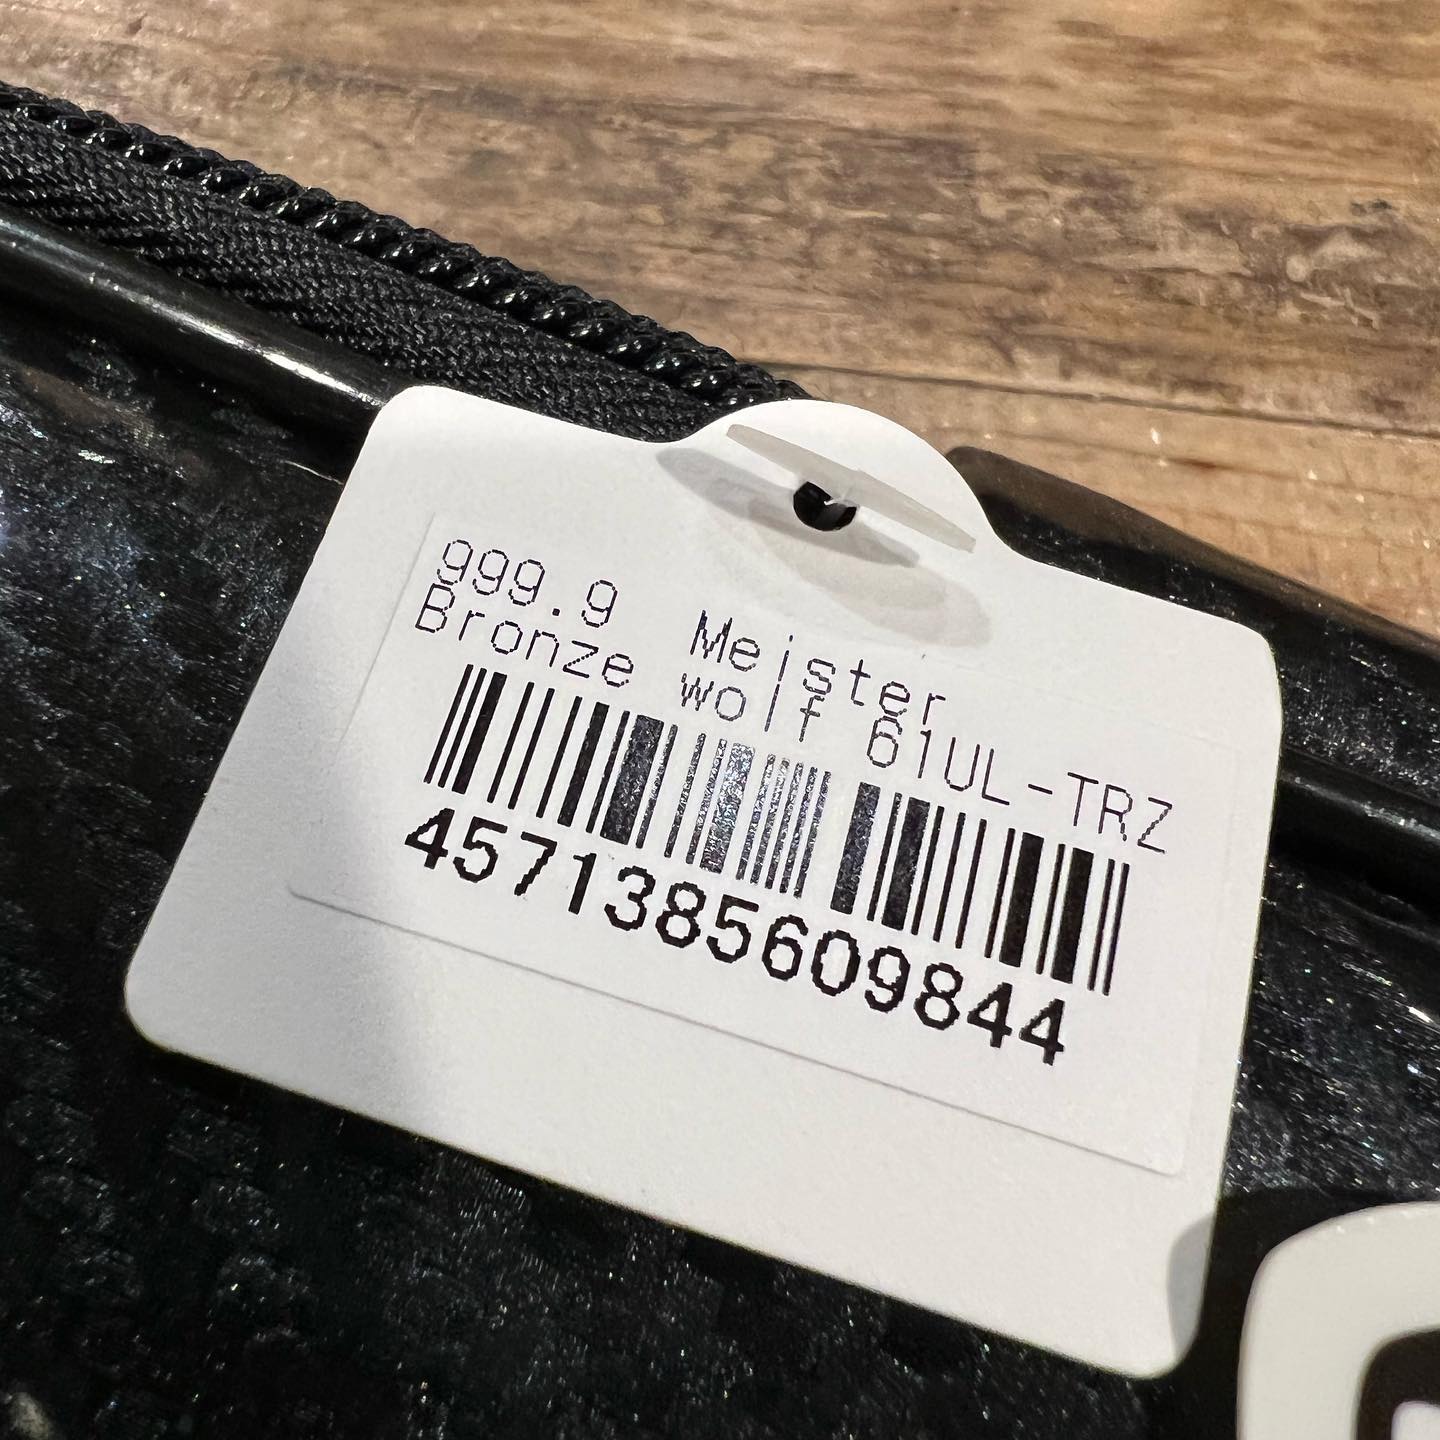 999.9 Meister
Bronze wolf 61UL-TRZ
4571385609844